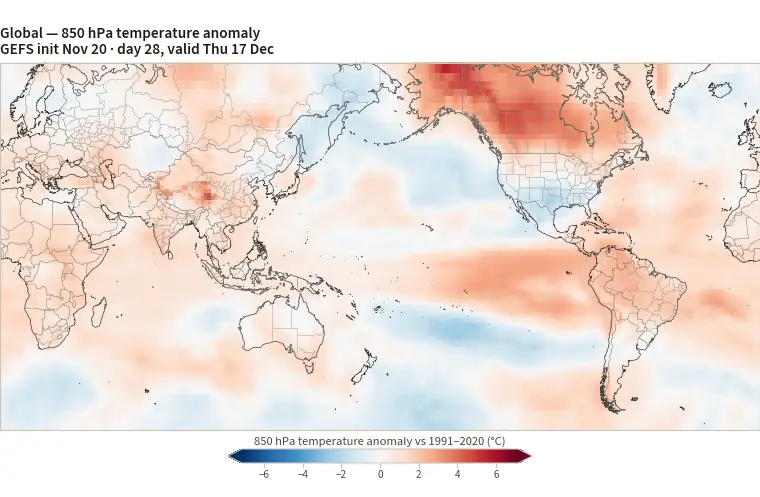 Global — 850 hPa temperature anomaly
GEFS init Nov 20 · day 28, valid Thu 17 Dec
850 hPa temperature anomaly vs 1991–2020 (°C)
−6 −4 −2 0 2 4 6